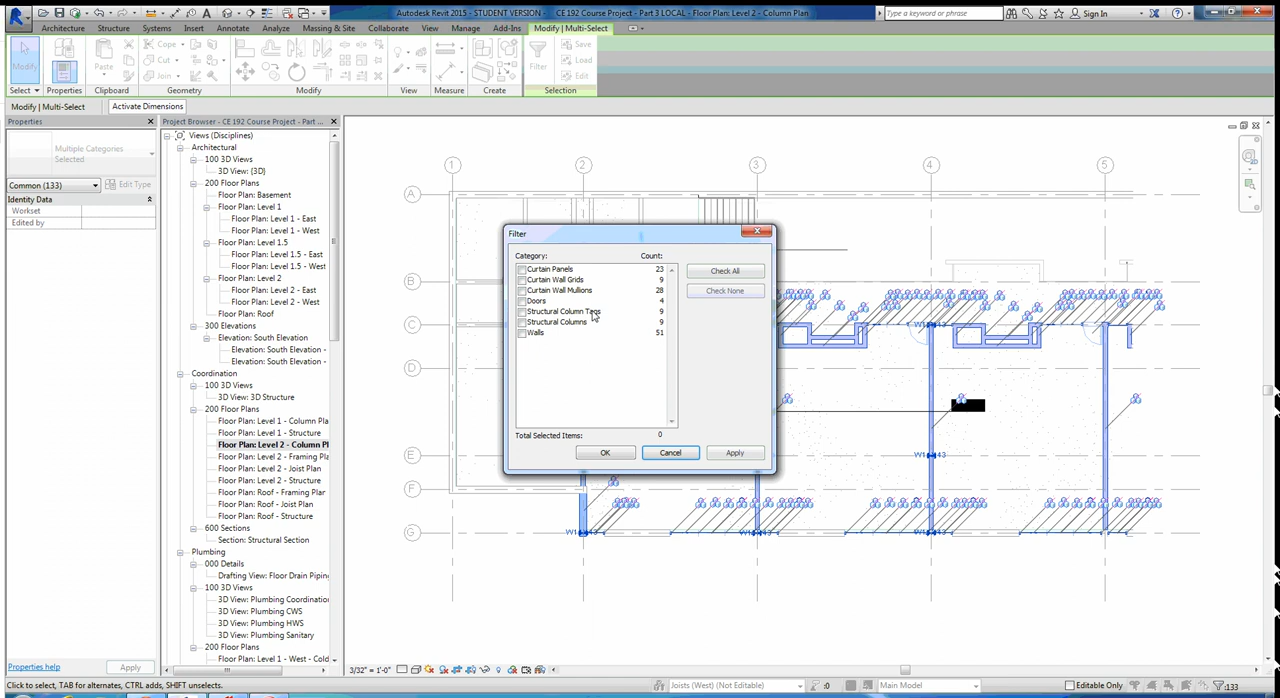 Autodesk Revit 2015 - STUDENT VERSION - CE 192 Course Project - Part 3 LOCAL - Floor Plan: Level 2 - Column Plan
Type a keyword or phrase
Sign In
Architecture Structure Systems Insert Annotate Analyze Massing & Site Collaborate View Manage Add-Ins Modify | Multi-Select
Modify
Paste
Cope
Cut
Join
Filter
Save
Load
Edit
Select Properties Clipboard Geometry Modify View Measure Create Selection
Modify | Multi-Select Activate Dimensions
Properties
Multiple Categories
Selected
Common (133) Edit Type
Identity Data
Workset
Edited by
Properties help Apply
Project Browser - CE 192 Course Project - Part ...
Views (Disciplines)
Architectural
100 3D Views
3D View: {3D}
200 Floor Plans
Floor Plan: Basement
Floor Plan: Level 1
Floor Plan: Level 1 - East
Floor Plan: Level 1 - West
Floor Plan: Level 1.5
Floor Plan: Level 1.5 - East
Floor Plan: Level 1.5 - West
Floor Plan: Level 2
Floor Plan: Level 2 - East
Floor Plan: Level 2 - West
Floor Plan: Roof
300 Elevations
Elevation: South Elevation
Elevation: South Elevation -
Elevation: South Elevation -
Coordination
100 3D Views
3D View: 3D Structure
200 Floor Plans
Floor Plan: Level 1 - Column Plan
Floor Plan: Level 1 - Structure
Floor Plan: Level 2 - Column Pl
Floor Plan: Level 2 - Framing Plan
Floor Plan: Level 2 - Joist Plan
Floor Plan: Level 2 - Structure
Floor Plan: Roof - Framing Plan
Floor Plan: Roof - Joist Plan
Floor Plan: Roof - Structure
600 Sections
Section: Structural Section
Plumbing
000 Details
Drafting View: Floor Drain Piping
100 3D Views
3D View: Plumbing Coordination
3D View: Plumbing CWS
3D View: Plumbing HWS
3D View: Plumbing Sanitary
200 Floor Plans
Floor Plan: Level 1 - West - Cold
1 2 3 4 5
A
B
C
D
E
F
G
Filter
Category: Count:
Curtain Panels 23
Curtain Wall Grids 9
Curtain Wall Mullions 28
Doors 4
Structural Column Tags 9
Structural Columns 9
Walls 51
Check All
Check None
Total Selected Items: 0
OK Cancel Apply
3/32" = 1'-0"
Click to select, TAB for alternates, CTRL adds, SHIFT unselects.
Joists (West) (Not Editable) :0 Main Model Editable Only :133